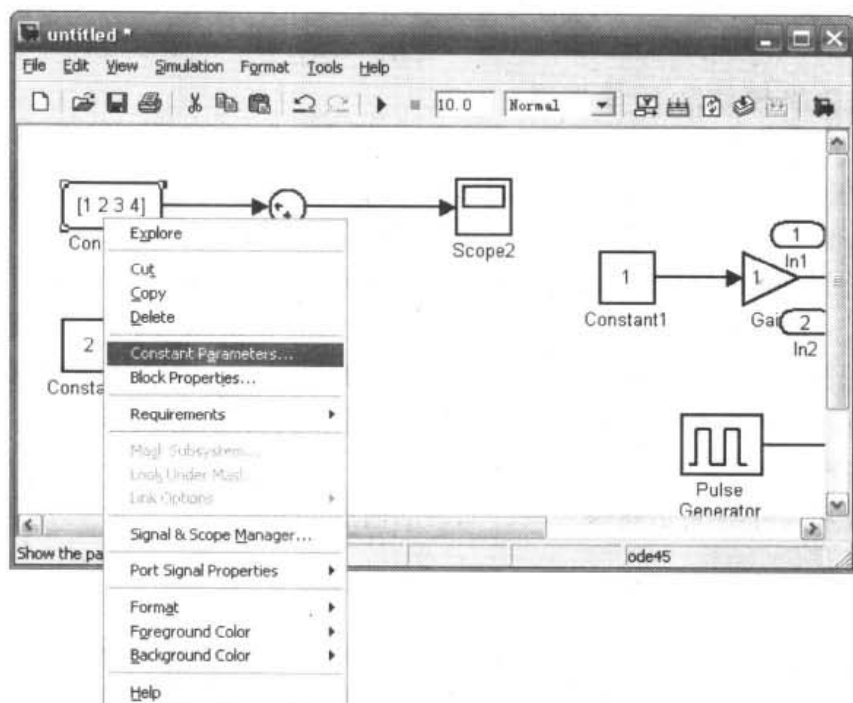 untitled *
File Edit View Simulation Format Tools Help
10.0 Normal
[1 2 3 4]
Con
Scope2
1
In1
1
Constant1
1
Gai
2
In2
2
Consta
Explore
Cut
Copy
Delete
Constant Parameters...
Block Properties...
Requirements
Mask Subsystem...
Look Under Mask
Link Options
Signal & Scope Manager...
Port Signal Properties
Format
Foreground Color
Background Color
Help
Pulse
Generator
Show the pa
ode45